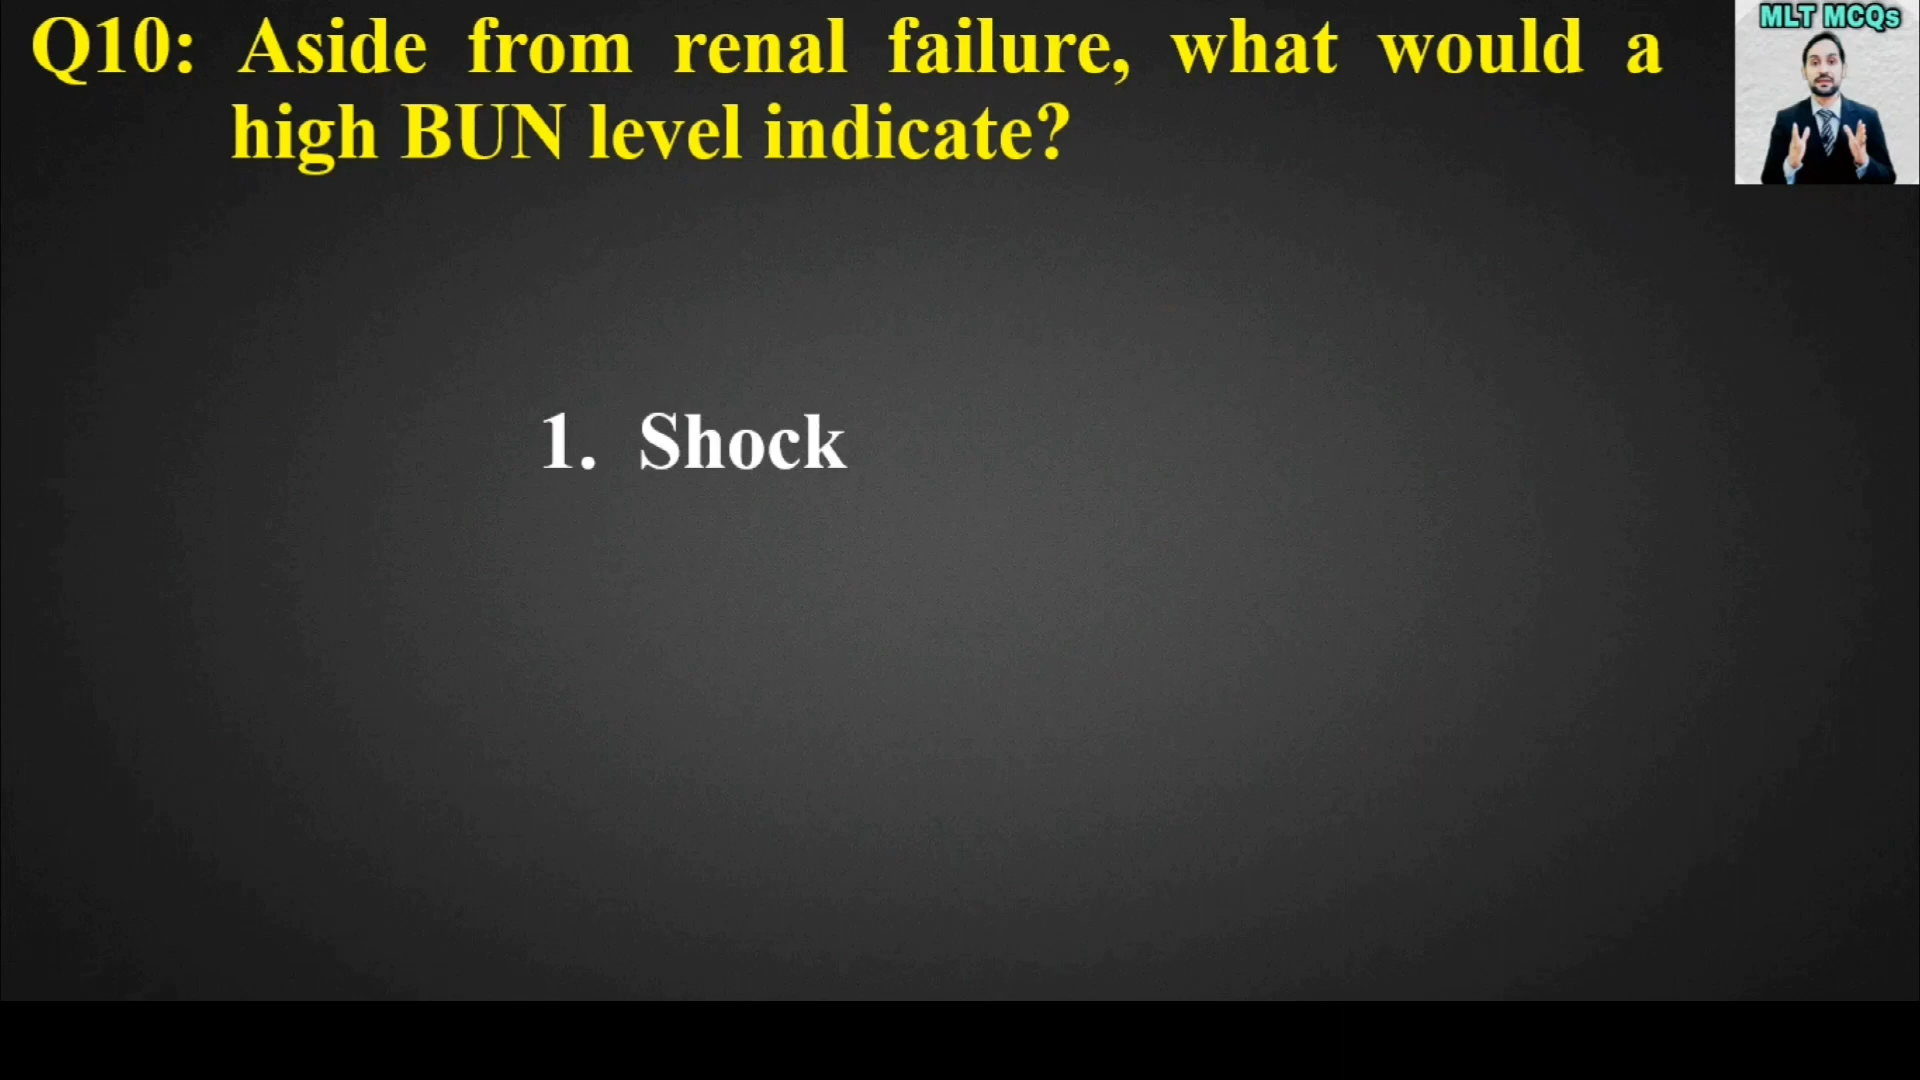 MLT MCQs
Q10: Aside from renal failure, what would a
high BUN level indicate?
1. Shock